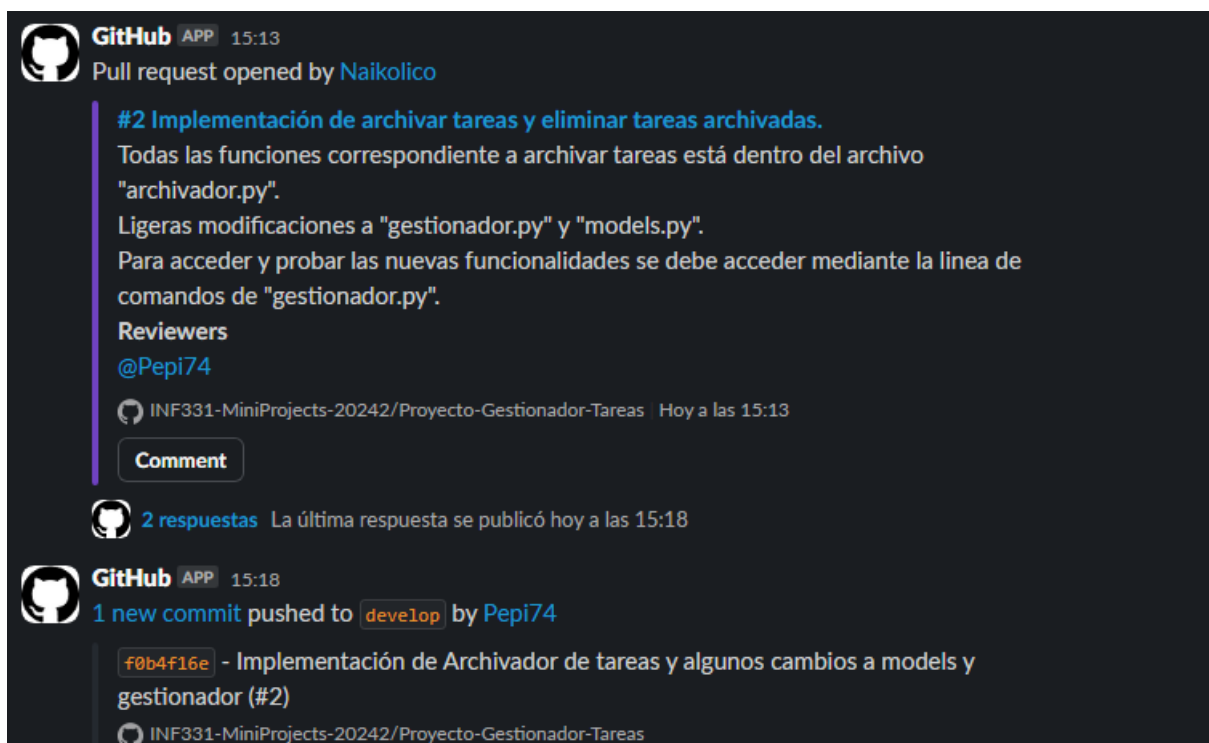 GitHub APP 15:13
Pull request opened by Naikolico
#2 Implementación de archivar tareas y eliminar tareas archivadas.
Todas las funciones correspondiente a archivar tareas está dentro del archivo
"archivador.py".
Ligeras modificaciones a "gestionador.py" y "models.py".
Para acceder y probar las nuevas funcionalidades se debe acceder mediante la linea de
comandos de "gestionador.py".
Reviewers
@Pepi74
INF331-MiniProjects-20242/Proyecto-Gestionador-Tareas Hoy a las 15:13
Comment
2 respuestas La última respuesta se publicó hoy a las 15:18
GitHub APP 15:18
1 new commit pushed to develop by Pepi74
f0b4f16e - Implementación de Archivador de tareas y algunos cambios a models y
gestionador (#2)
INF331-MiniProjects-20242/Proyecto-Gestionador-Tareas